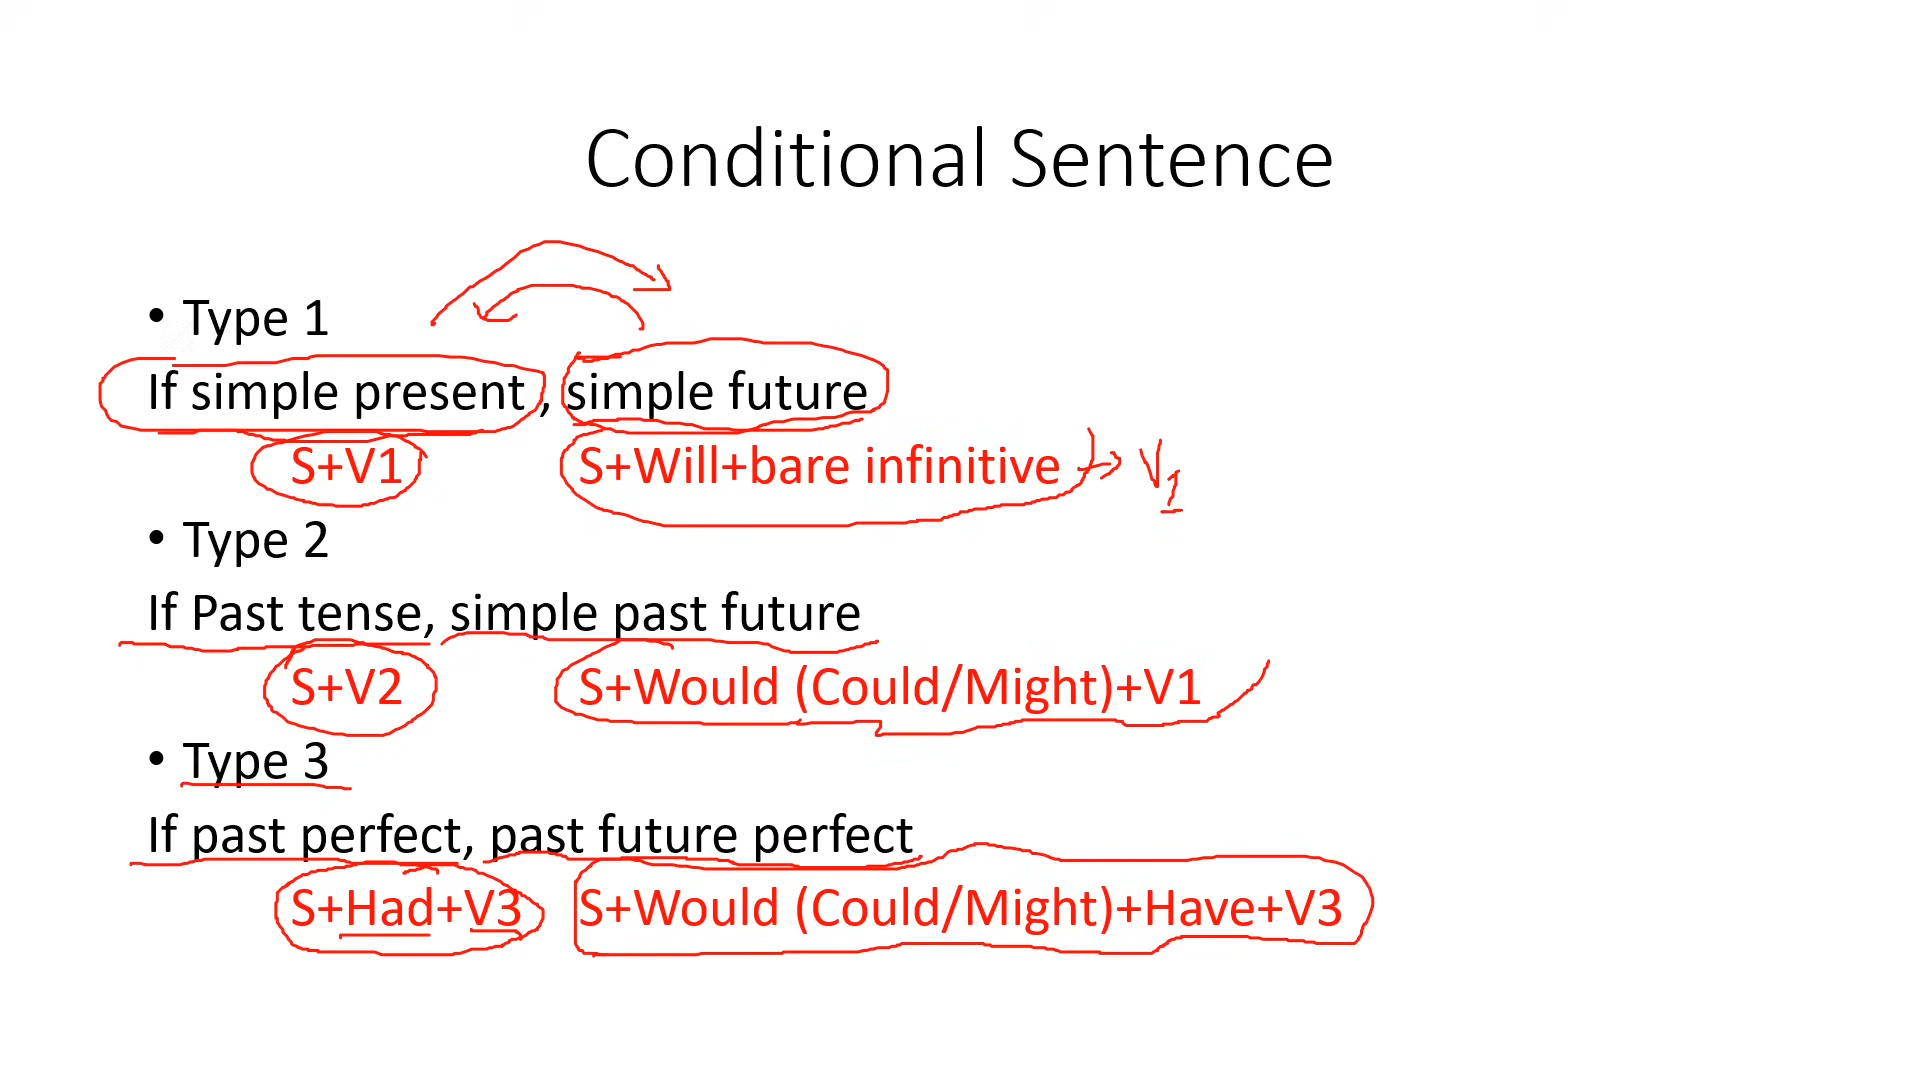 Conditional Sentence
• Type 1
If simple present , simple future
S+V1 S+Will+bare infinitive → V1
• Type 2
If Past tense, simple past future
S+V2 S+Would (Could/Might)+V1
• Type 3
If past perfect, past future perfect
S+Had+V3 S+Would (Could/Might)+Have+V3